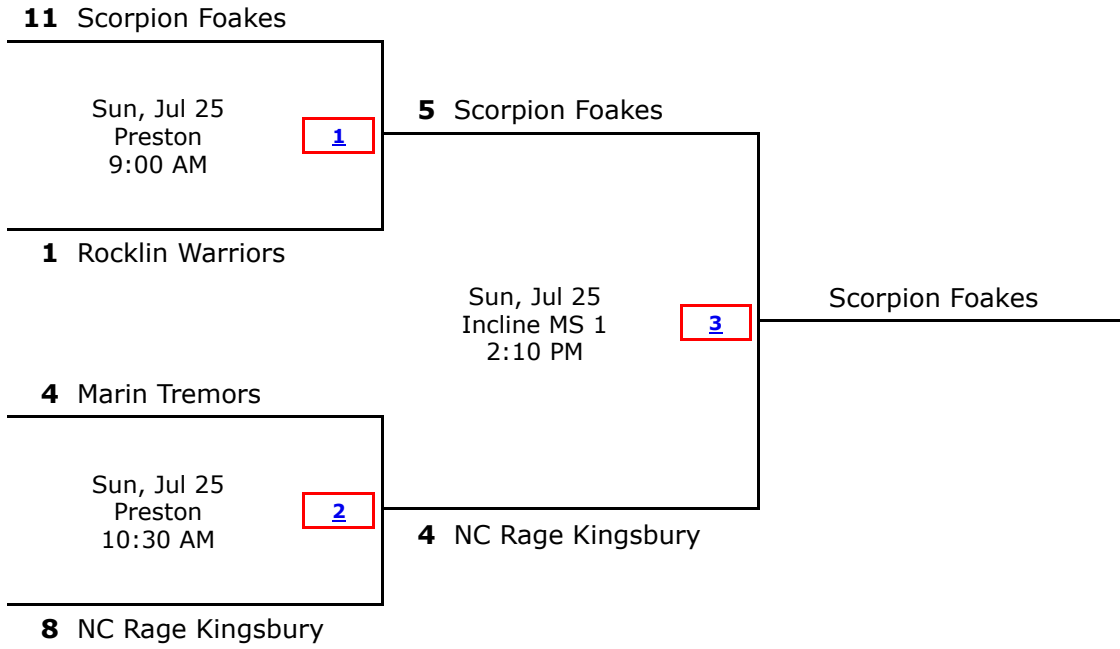 11 Scorpion Foakes
Sun, Jul 25
Preston
9:00 AM
1
1 Rocklin Warriors
5 Scorpion Foakes
Sun, Jul 25
Incline MS 1
2:10 PM
3
Scorpion Foakes
4 Marin Tremors
Sun, Jul 25
Preston
10:30 AM
2
4 NC Rage Kingsbury
8 NC Rage Kingsbury